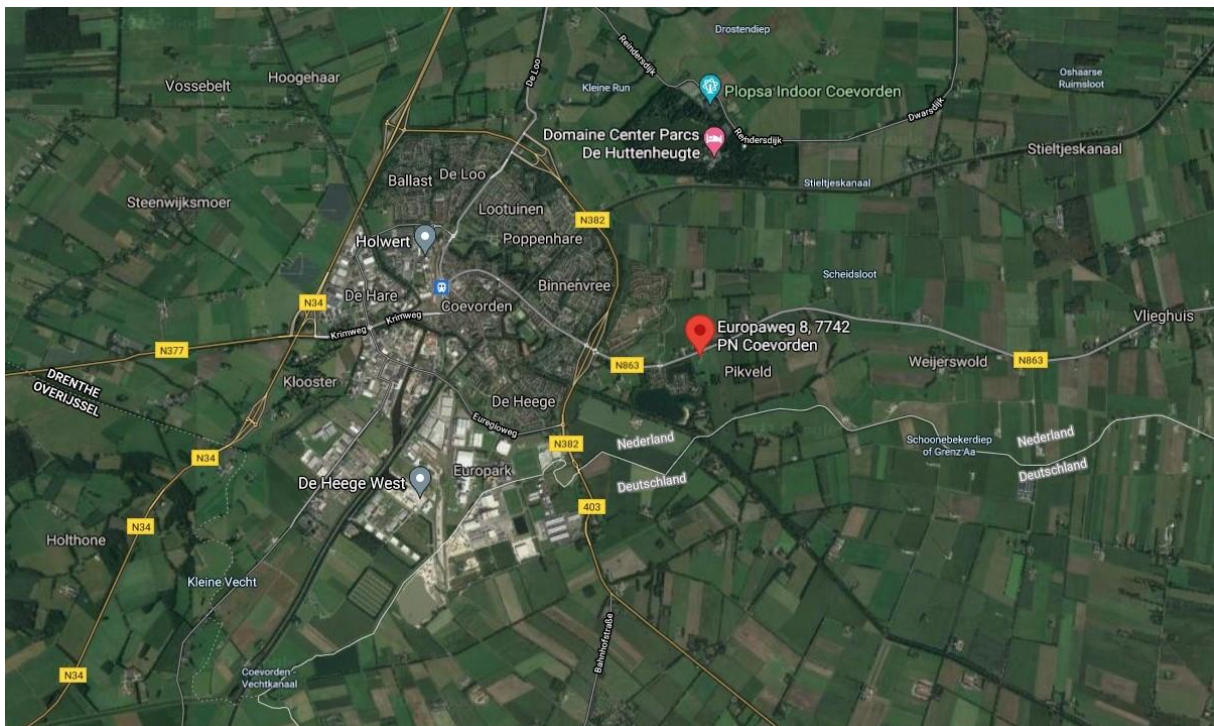 Drostendiep
Vossebelt
Hoogehaar
De Loo
Reindersdijk
Kleine Run
Plopsa Indoor Coevorden
Oshaarse
Ruimsloot
Dwarsdijk
Domaine Center Parcs
De Huttenheugte
Reindersdijk
Stieltjeskanaal
De Loo
Ballast
Stieltjeskanaal
Steenwijksmoer
Lootuinen
N382
Poppenhare
Holwert
Scheidsloot
Binnenvree
De Hare
N34
Coevorden
Krimweg
Krimweg
Europaweg 8, 7742
PN Coevorden
Vlieghuis
N377
N863
Weijerswold
N863
Pikveld
DRENTHE
OVERIJSSEL
Klooster
De Heege
Euregioweg
N382
Nederland
Schoonebekerdiep
of Grenz Aa
Nederland
Deutschland
N34
Europark
De Heege West
Deutschland
403
N34
Holthone
Kleine Vecht
Bahnhofstraße
N34
Coevorden -
Vechtkanaal